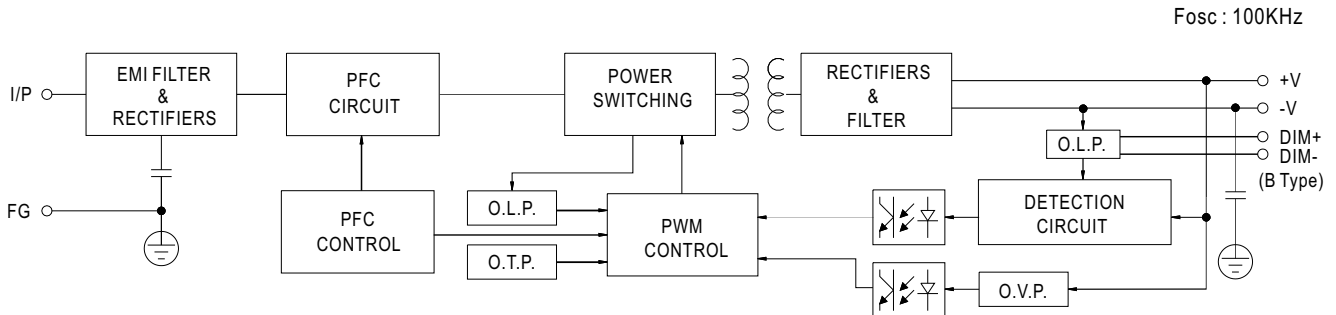 Fosc : 100KHz
I/P
EMI FILTER
&
RECTIFIERS
PFC
CIRCUIT
POWER
SWITCHING
RECTIFIERS
&
FILTER
+V
-V
O.L.P.
DIM+
DIM-
(B Type)
FG
PFC
CONTROL
O.L.P.
O.T.P.
PWM
CONTROL
DETECTION
CIRCUIT
O.V.P.